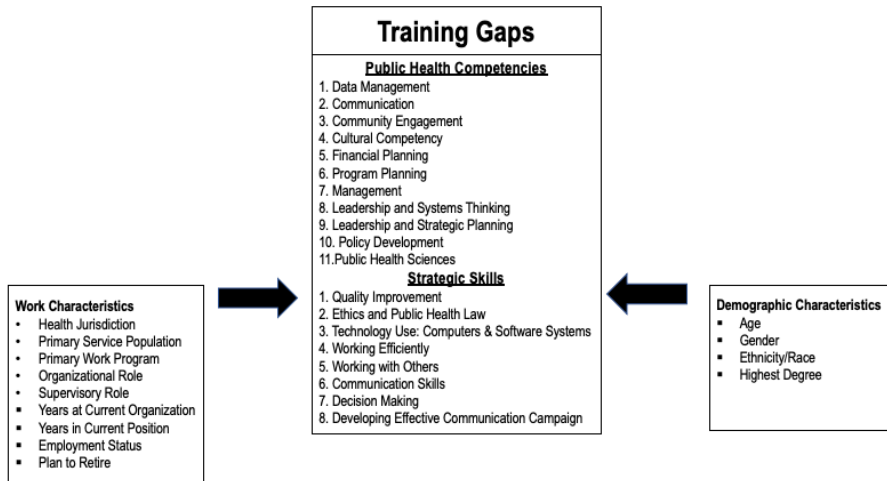 Training Gaps
Public Health Competencies
1. Data Management
2. Communication
3. Community Engagement
4. Cultural Competency
5. Financial Planning
6. Program Planning
7. Management
8. Leadership and Systems Thinking
9. Leadership and Strategic Planning
10. Policy Development
11.Public Health Sciences
Strategic Skills
1. Quality Improvement
2. Ethics and Public Health Law
3. Technology Use: Computers & Software Systems
4. Working Efficiently
5. Working with Others
6. Communication Skills
7. Decision Making
8. Developing Effective Communication Campaign
Work Characteristics
• Health Jurisdiction
• Primary Service Population
• Primary Work Program
• Organizational Role
• Supervisory Role
▪ Years at Current Organization
▪ Years in Current Position
▪ Employment Status
▪ Plan to Retire
Demographic Characteristics
▪ Age
▪ Gender
▪ Ethnicity/Race
▪ Highest Degree